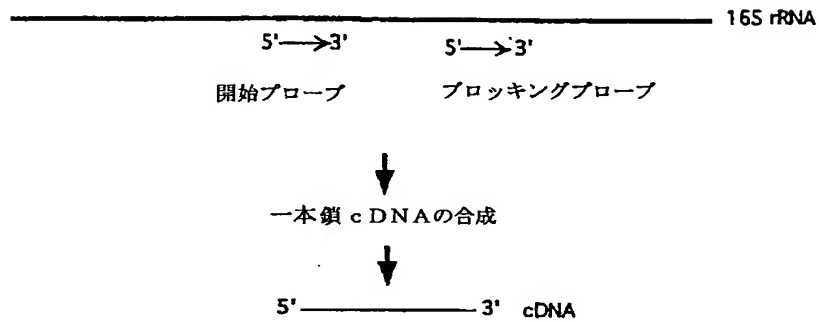 16S rRNA
5' 3' 5' 3'
開始プローブ ブロッキングプローブ
一本鎖cDNAの合成
5' 3' cDNA